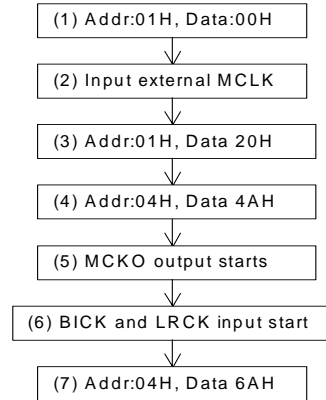 (1) Addr:01H, Data:00H
(2) Input external MCLK
(3) Addr:01H, Data 20H
(4) Addr:04H, Data 4AH
(5) MCKO output starts
(6) BICK and LRCK input start
(7) Addr:04H, Data 6AH